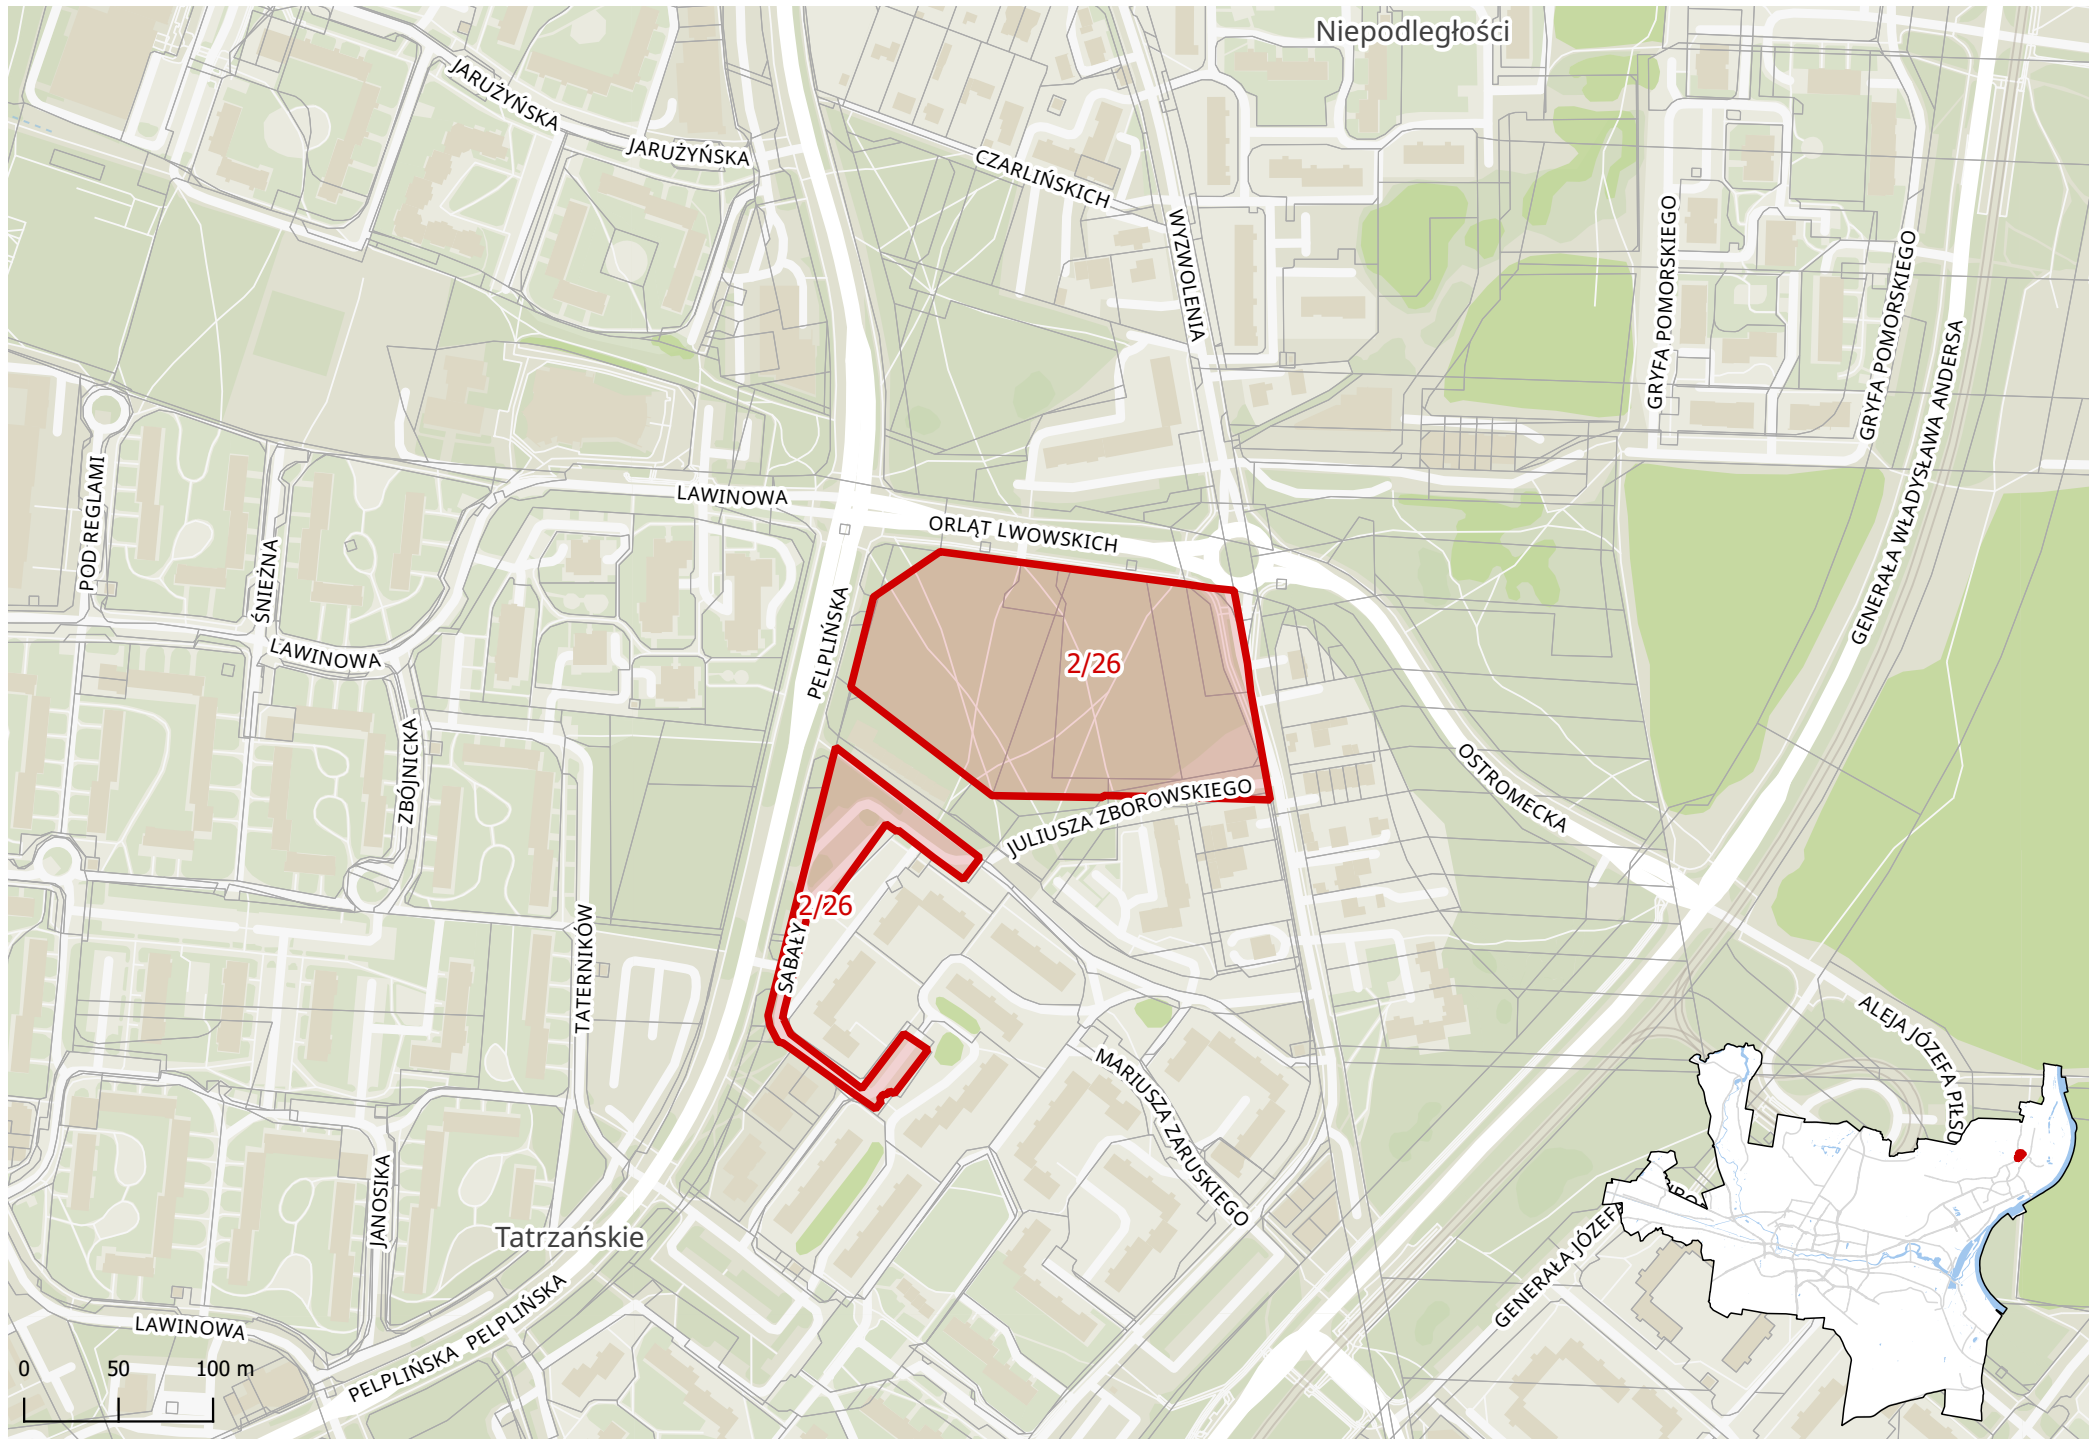 Niepodległości
JARUŻYŃSKA
JARUŻYŃSKA
CZARLIŃSKICH
WYZWOLENIA
GRYFA POMORSKIEGO
GRYFA POMORSKIEGO
GENERAŁA WŁADYSŁAWA ANDERSA
POD REGLAMI
ŚNIEŻNA
LAWINOWA
ORLĄT LWOWSKICH
PELPLIŃSKA
LAWINOWA
2/26
ZBÓJNICKA
OSTROMECKA
JULIUSZA ZBOROWSKIEGO
2/26
SABAŁY
TATERNIKÓW
MARIUSZA ZARUSKIEGO
ALEJA JÓZEFA PIŁSU
JANOSIKA
Tatrzańskie
GENERAŁA JÓZEF
PELPLIŃSKA PELPLIŃSKA
LAWINOWA
0 50 100 m